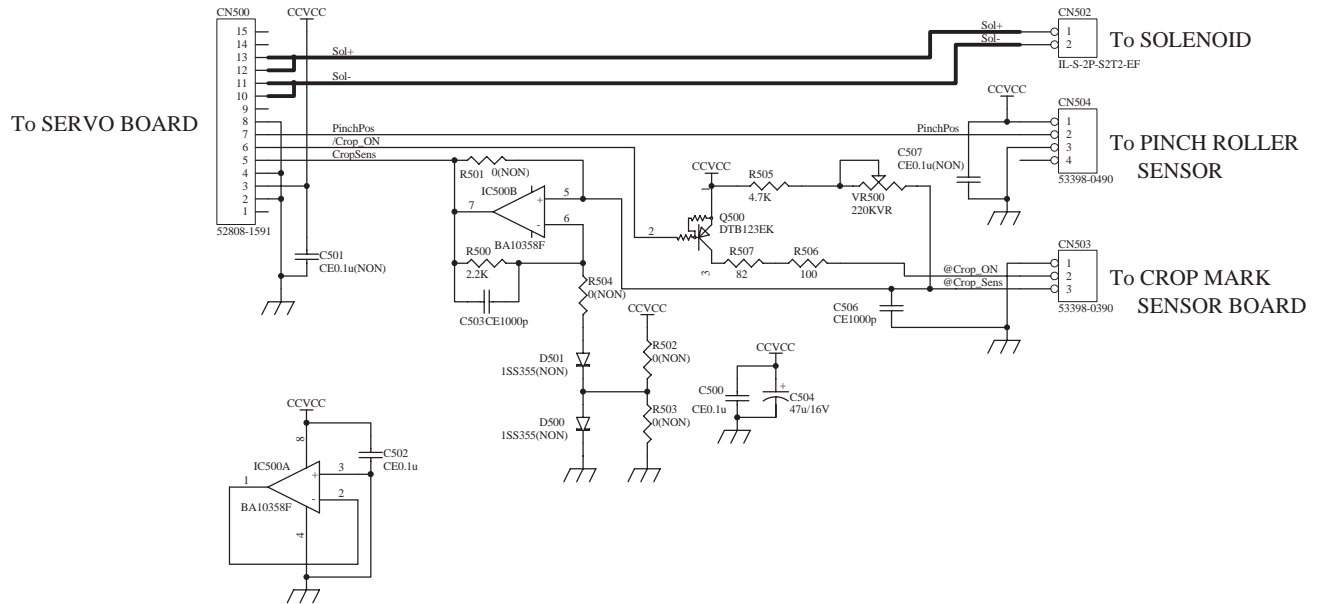 CN500
CCVCC
15
14
13
12
11
10
9
8
7
6
5
4
3
2
1
52808-1591
To SERVO BOARD
Sol+
Sol-
PinchPos
/Crop_ON
CropSens
C501
CE0.1u(NON)
R501
0(NON)
IC500B
7
5
+
6
-
BA10358F
R500
2.2K
C503CE1000p
R504
0(NON)
D501
1SS355(NON)
D500
1SS355(NON)
CCVCC
R502
0(NON)
R503
0(NON)
CCVCC
1
R505
4.7K
VR500
220KVR
Q500
DTB123EK
2
3
R507
82
R506
100
CCVCC
C500
CE0.1u
+
C504
47u/16V
C506
CE1000p
Sol+
Sol-
CN502
1
2
IL-S-2P-S2T2-EF
To SOLENOID
PinchPos
CCVCC
C507
CE0.1u(NON)
CN504
1
2
3
4
53398-0490
To PINCH ROLLER
SENSOR
@Crop_ON
@Crop_Sens
CN503
1
2
3
53398-0390
To CROP MARK
SENSOR BOARD
CCVCC
8
C502
CE0.1u
IC500A
1
+
3
-
2
BA10358F
4